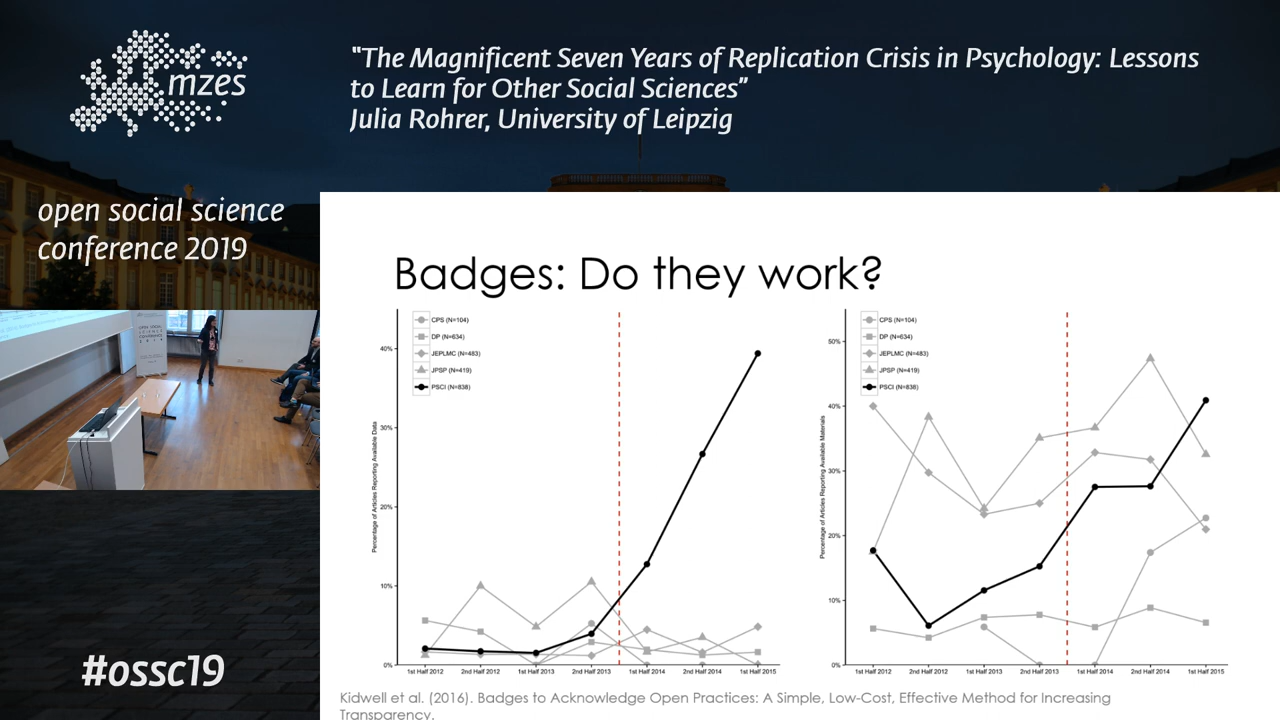 mzes
"The Magnificent Seven Years of Replication Crisis in Psychology: Lessons
to Learn for Other Social Sciences"
Julia Rohrer, University of Leipzig
open social science
conference 2019
OPEN SOCIAL
SCIENCE
CONFERENCE
2019
#ossc19
Badges: Do they work?
CPS (N=104)
DP (N=634)
JEPLMC (N=483)
JPSP (N=419)
PSCI (N=838)
Percentage of Articles Reporting Available Data
40%
30%
20%
10%
0%
1st Half 2012 2nd Half 2012 1st Half 2013 2nd Half 2013 1st Half 2014 2nd Half 2014 1st Half 2015
CPS (N=104)
DP (N=634)
JEPLMC (N=483)
JPSP (N=419)
PSCI (N=838)
Percentage of Articles Reporting Available Materials
50%
40%
30%
20%
10%
0%
1st Half 2012 2nd Half 2012 1st Half 2013 2nd Half 2013 1st Half 2014 2nd Half 2014 1st Half 2015
Kidwell et al. (2016). Badges to Acknowledge Open Practices: A Simple, Low-Cost, Effective Method for Increasing
Transparency.